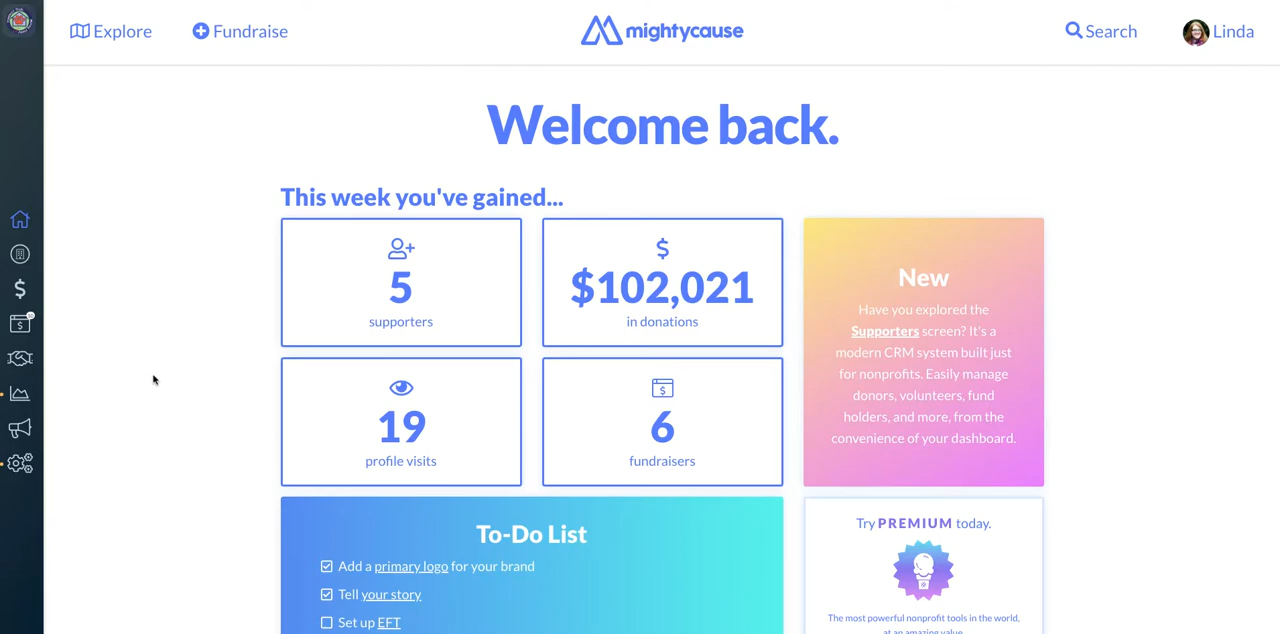 Explore
Fundraise
mightycause
Search
Linda
Welcome back.
This week you've gained...
5
supporters
$102,021
in donations
19
profile visits
6
fundraisers
New
Have you explored the
Supporters screen? It's a
modern CRM system built just
for nonprofits. Easily manage
donors, volunteers, fund
holders, and more, from the
convenience of your dashboard.
To-Do List
Add a primary logo for your brand
Tell your story
Set up EFT
Try PREMIUM today.
The most powerful nonprofit tools in the world,
at an amazing value